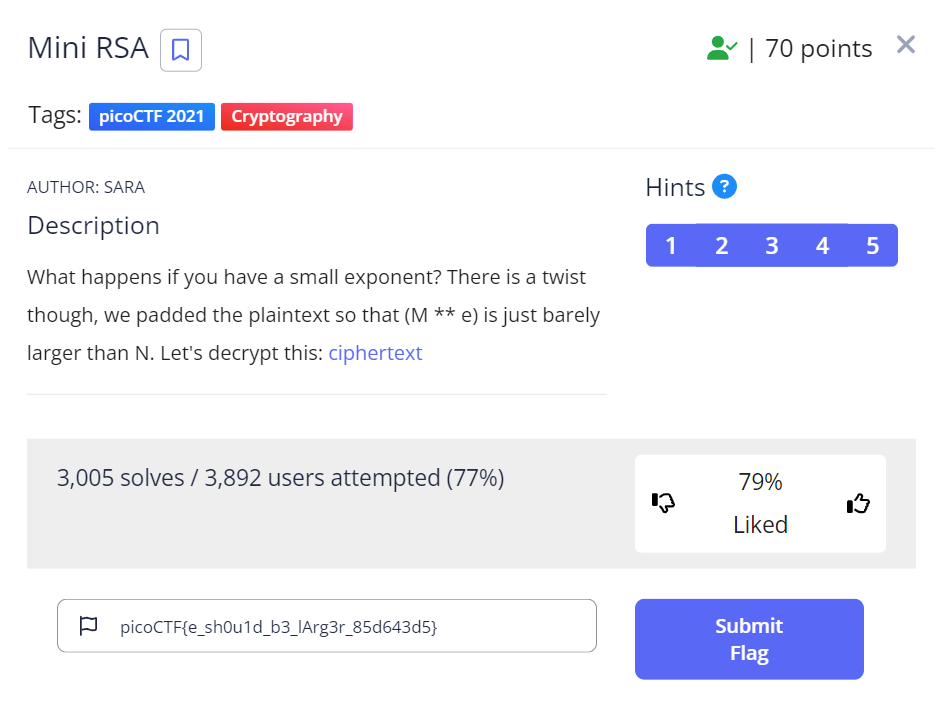 Mini RSA
| 70 points
Tags: picoCTF 2021 Cryptography
AUTHOR: SARA
Description
What happens if you have a small exponent? There is a twist
though, we padded the plaintext so that (M ** e) is just barely
larger than N. Let's decrypt this: ciphertext
Hints ?
1 2 3 4 5
3,005 solves / 3,892 users attempted (77%)
79%
Liked
picoCTF{e_sh0u1d_b3_lArg3r_85d643d5}
Submit
Flag